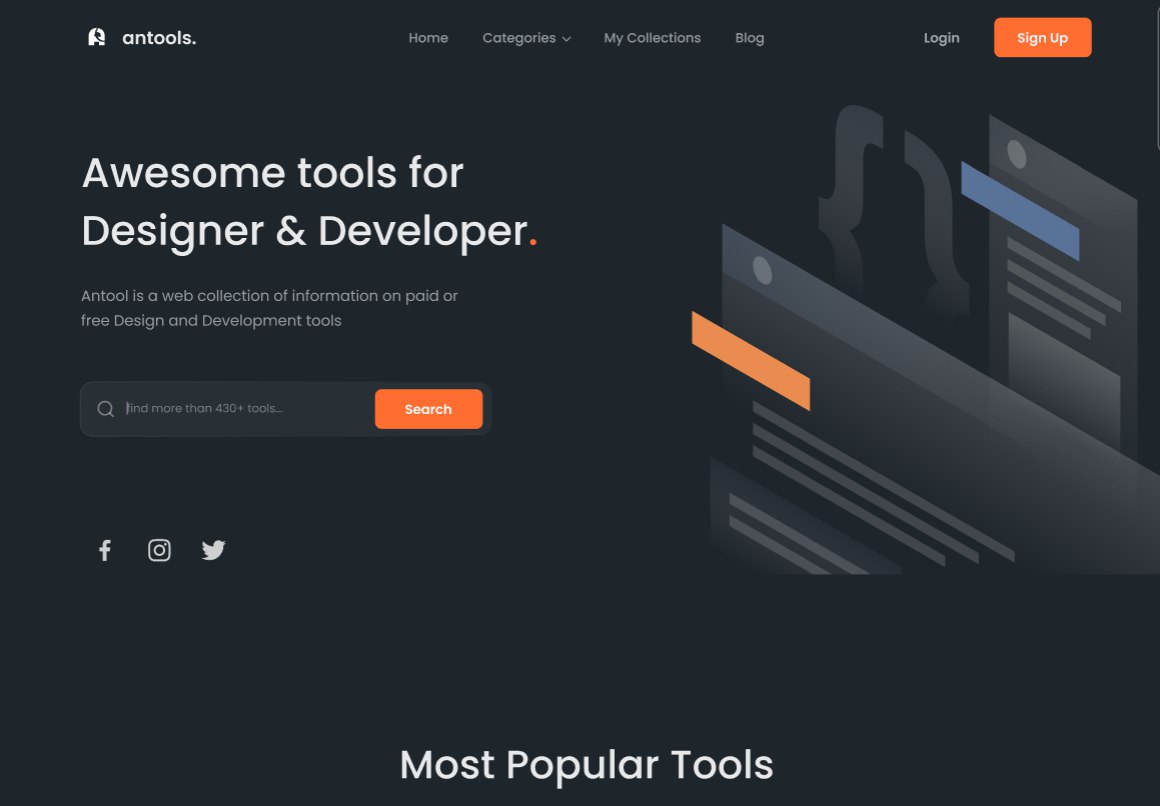 antools.
Home
Categories
My Collections
Blog
Login
Sign Up
Awesome tools for
Designer & Developer.
Antool is a web collection of information on paid or
free Design and Development tools
find more than 430+ tools...
Search
Most Popular Tools